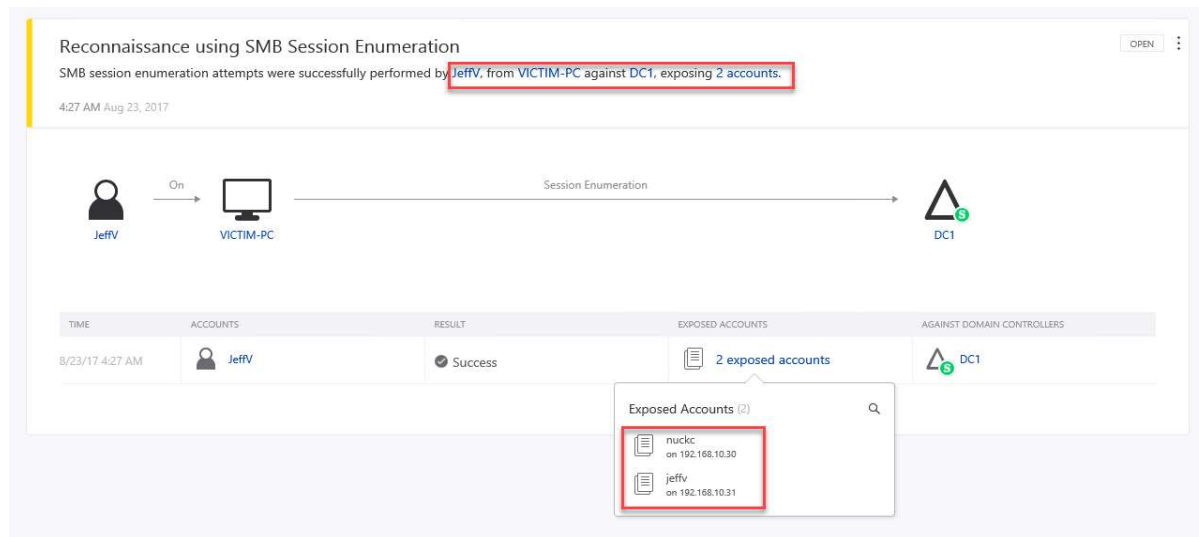 Reconnaissance using SMB Session Enumeration
OPEN
SMB session enumeration attempts were successfully performed by JeffV, from VICTIM-PC against DC1, exposing 2 accounts.
4:27 AM Aug 23, 2017
On
Session Enumeration
S
JeffV
VICTIM-PC
DC1
TIME
ACCOUNTS
RESULT
EXPOSED ACCOUNTS
AGAINST DOMAIN CONTROLLERS
8/23/17 4:27 AM
JeffV
Success
2 exposed accounts
S
DC1
Exposed Accounts (2)
nuckc
on 192.168.10.30
jeffv
on 192.168.10.31